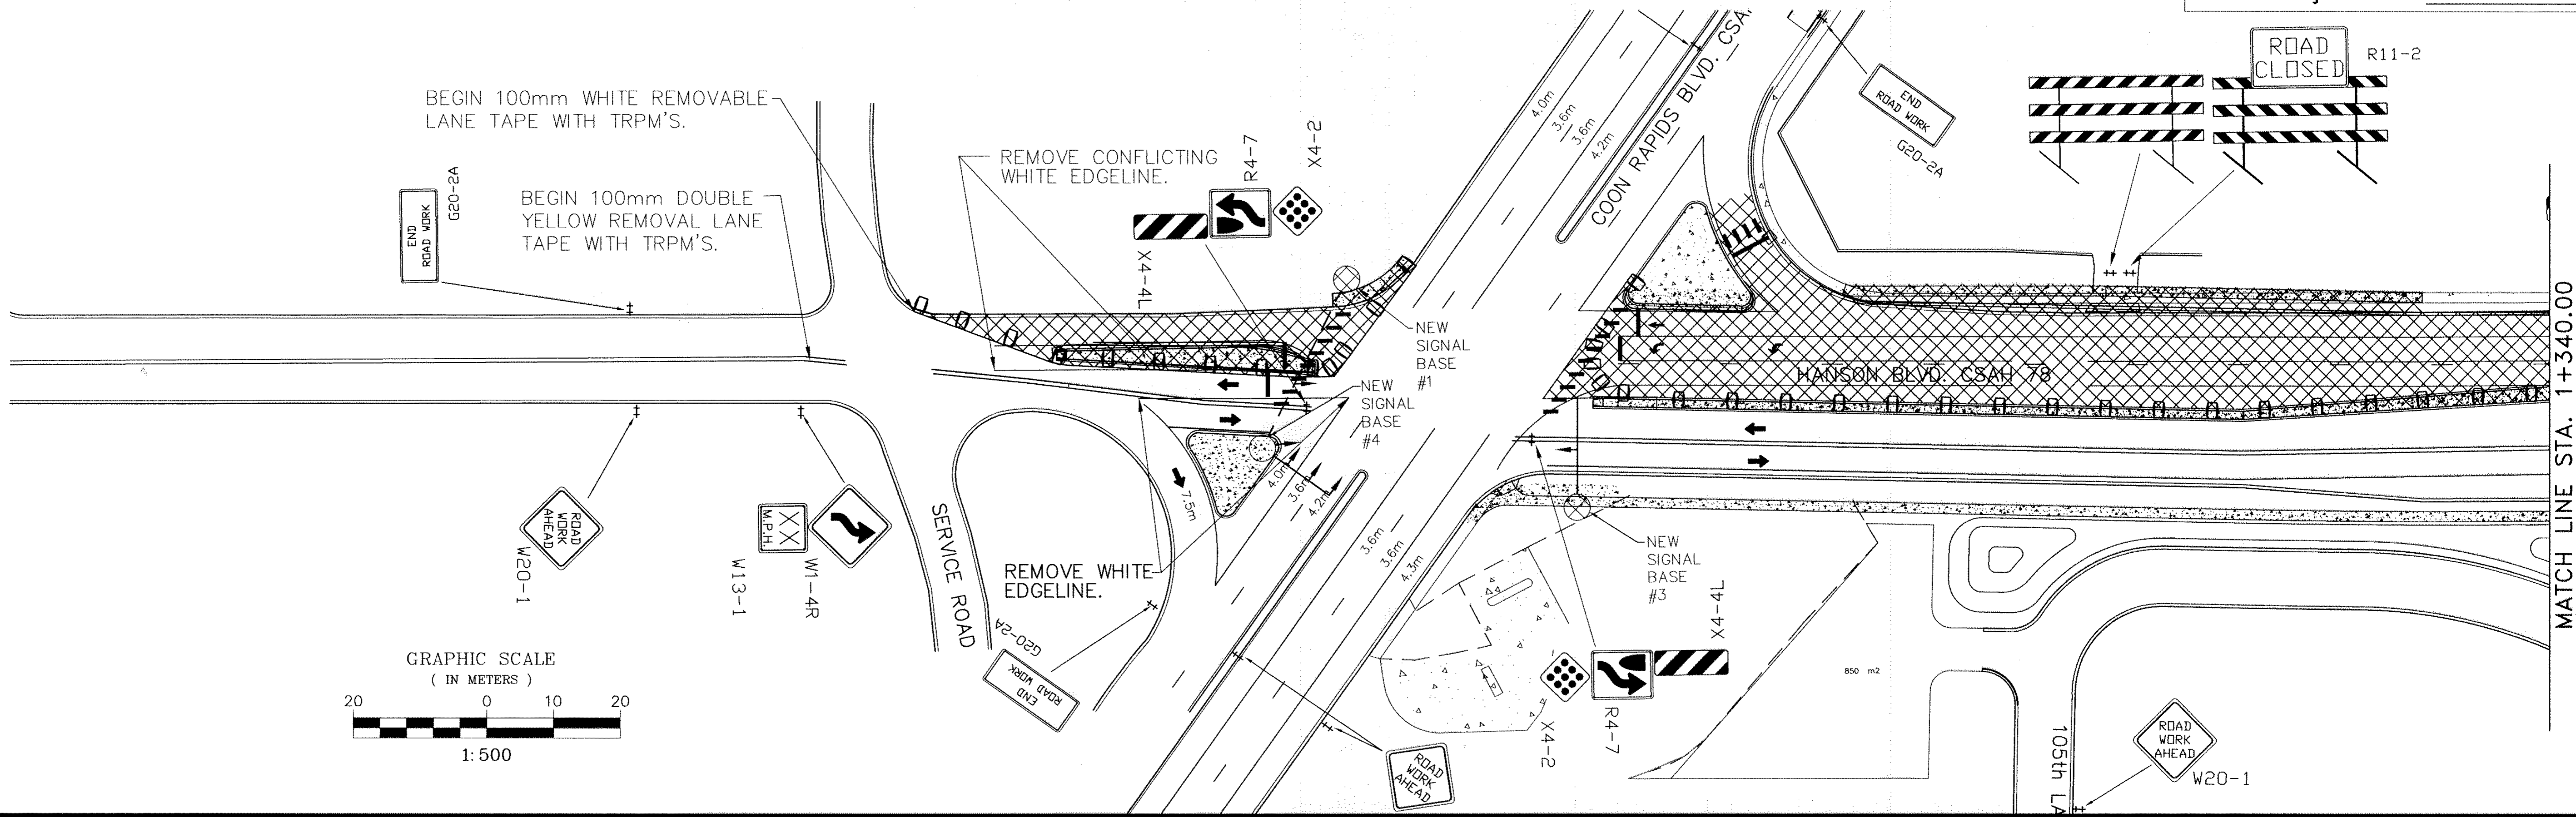 BEGIN 100mm WHITE REMOVABLE
LANE TAPE WITH TRPM'S.
BEGIN 100mm DOUBLE
YELLOW REMOVAL LANE
TAPE WITH TRPM'S.
END
ROAD WORK
G20-2A
REMOVE CONFLICTING
WHITE EDGELINE.
X4-4L
R4-7
X4-2
4.0m
3.6m
3.6m
4.2m
COON RAPIDS BLVD. CSA
END
ROAD WORK
G20-2A
ROAD
CLOSED
R11-2
NEW
SIGNAL
BASE
#1
NEW
SIGNAL
BASE
#4
HANSON BLVD. CSAH 78
MATCH LINE STA. 1+340.00
ROAD
WORK
AHEAD
W20-1
XX
M.P.H.
W13-1
W1-4R
SERVICE ROAD
7.5m
4.0m
3.6m
4.2m
REMOVE WHITE
EDGELINE.
G20-2A
END
ROAD WORK
3.6m
3.6m
4.3m
NEW
SIGNAL
BASE
#3
X4-2
R4-7
X4-4L
ROAD
WORK
AHEAD
850 m2
105th LA
ROAD
WORK
AHEAD
W20-1
GRAPHIC SCALE
( IN METERS )
20 0 10 20
1:500